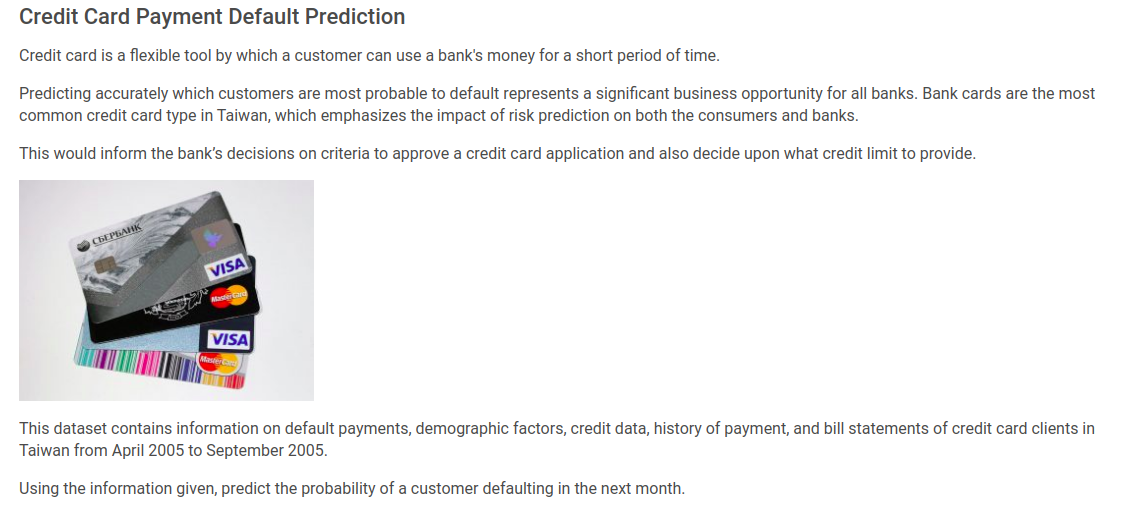 Credit Card Payment Default Prediction
Credit card is a flexible tool by which a customer can use a bank's money for a short period of time.
Predicting accurately which customers are most probable to default represents a significant business opportunity for all banks. Bank cards are the most
common credit card type in Taiwan, which emphasizes the impact of risk prediction on both the consumers and banks.
This would inform the bank’s decisions on criteria to approve a credit card application and also decide upon what credit limit to provide.
СБЕРБАНК
VISA
MasterCard
VISA
MasterCard
This dataset contains information on default payments, demographic factors, credit data, history of payment, and bill statements of credit card clients in
Taiwan from April 2005 to September 2005.
Using the information given, predict the probability of a customer defaulting in the next month.